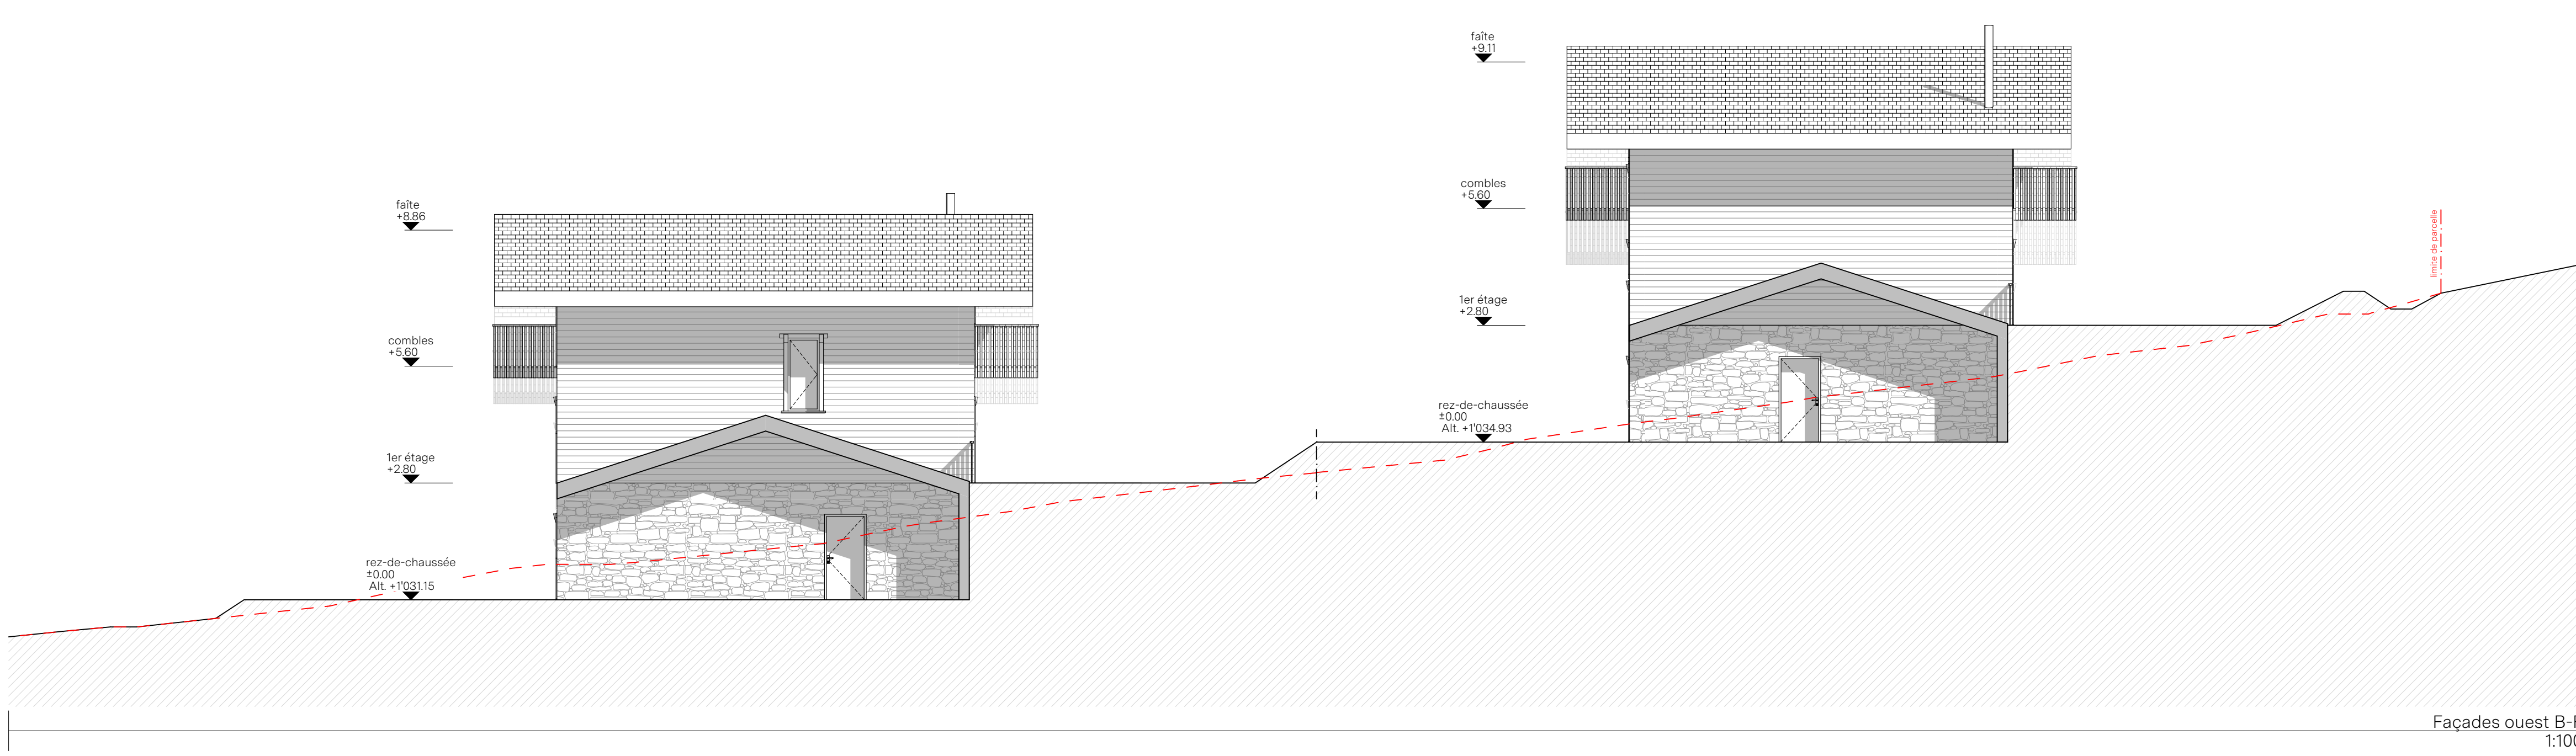 faîte
+8.86
combles
+5.60
1er étage
+2.80
rez-de-chaussée
±0.00
Alt. +1'031.15
faîte
+9.11
combles
+5.60
1er étage
+2.80
rez-de-chaussée
±0.00
Alt. +1'034.93
limite de parcelle
Façades ouest
1:100